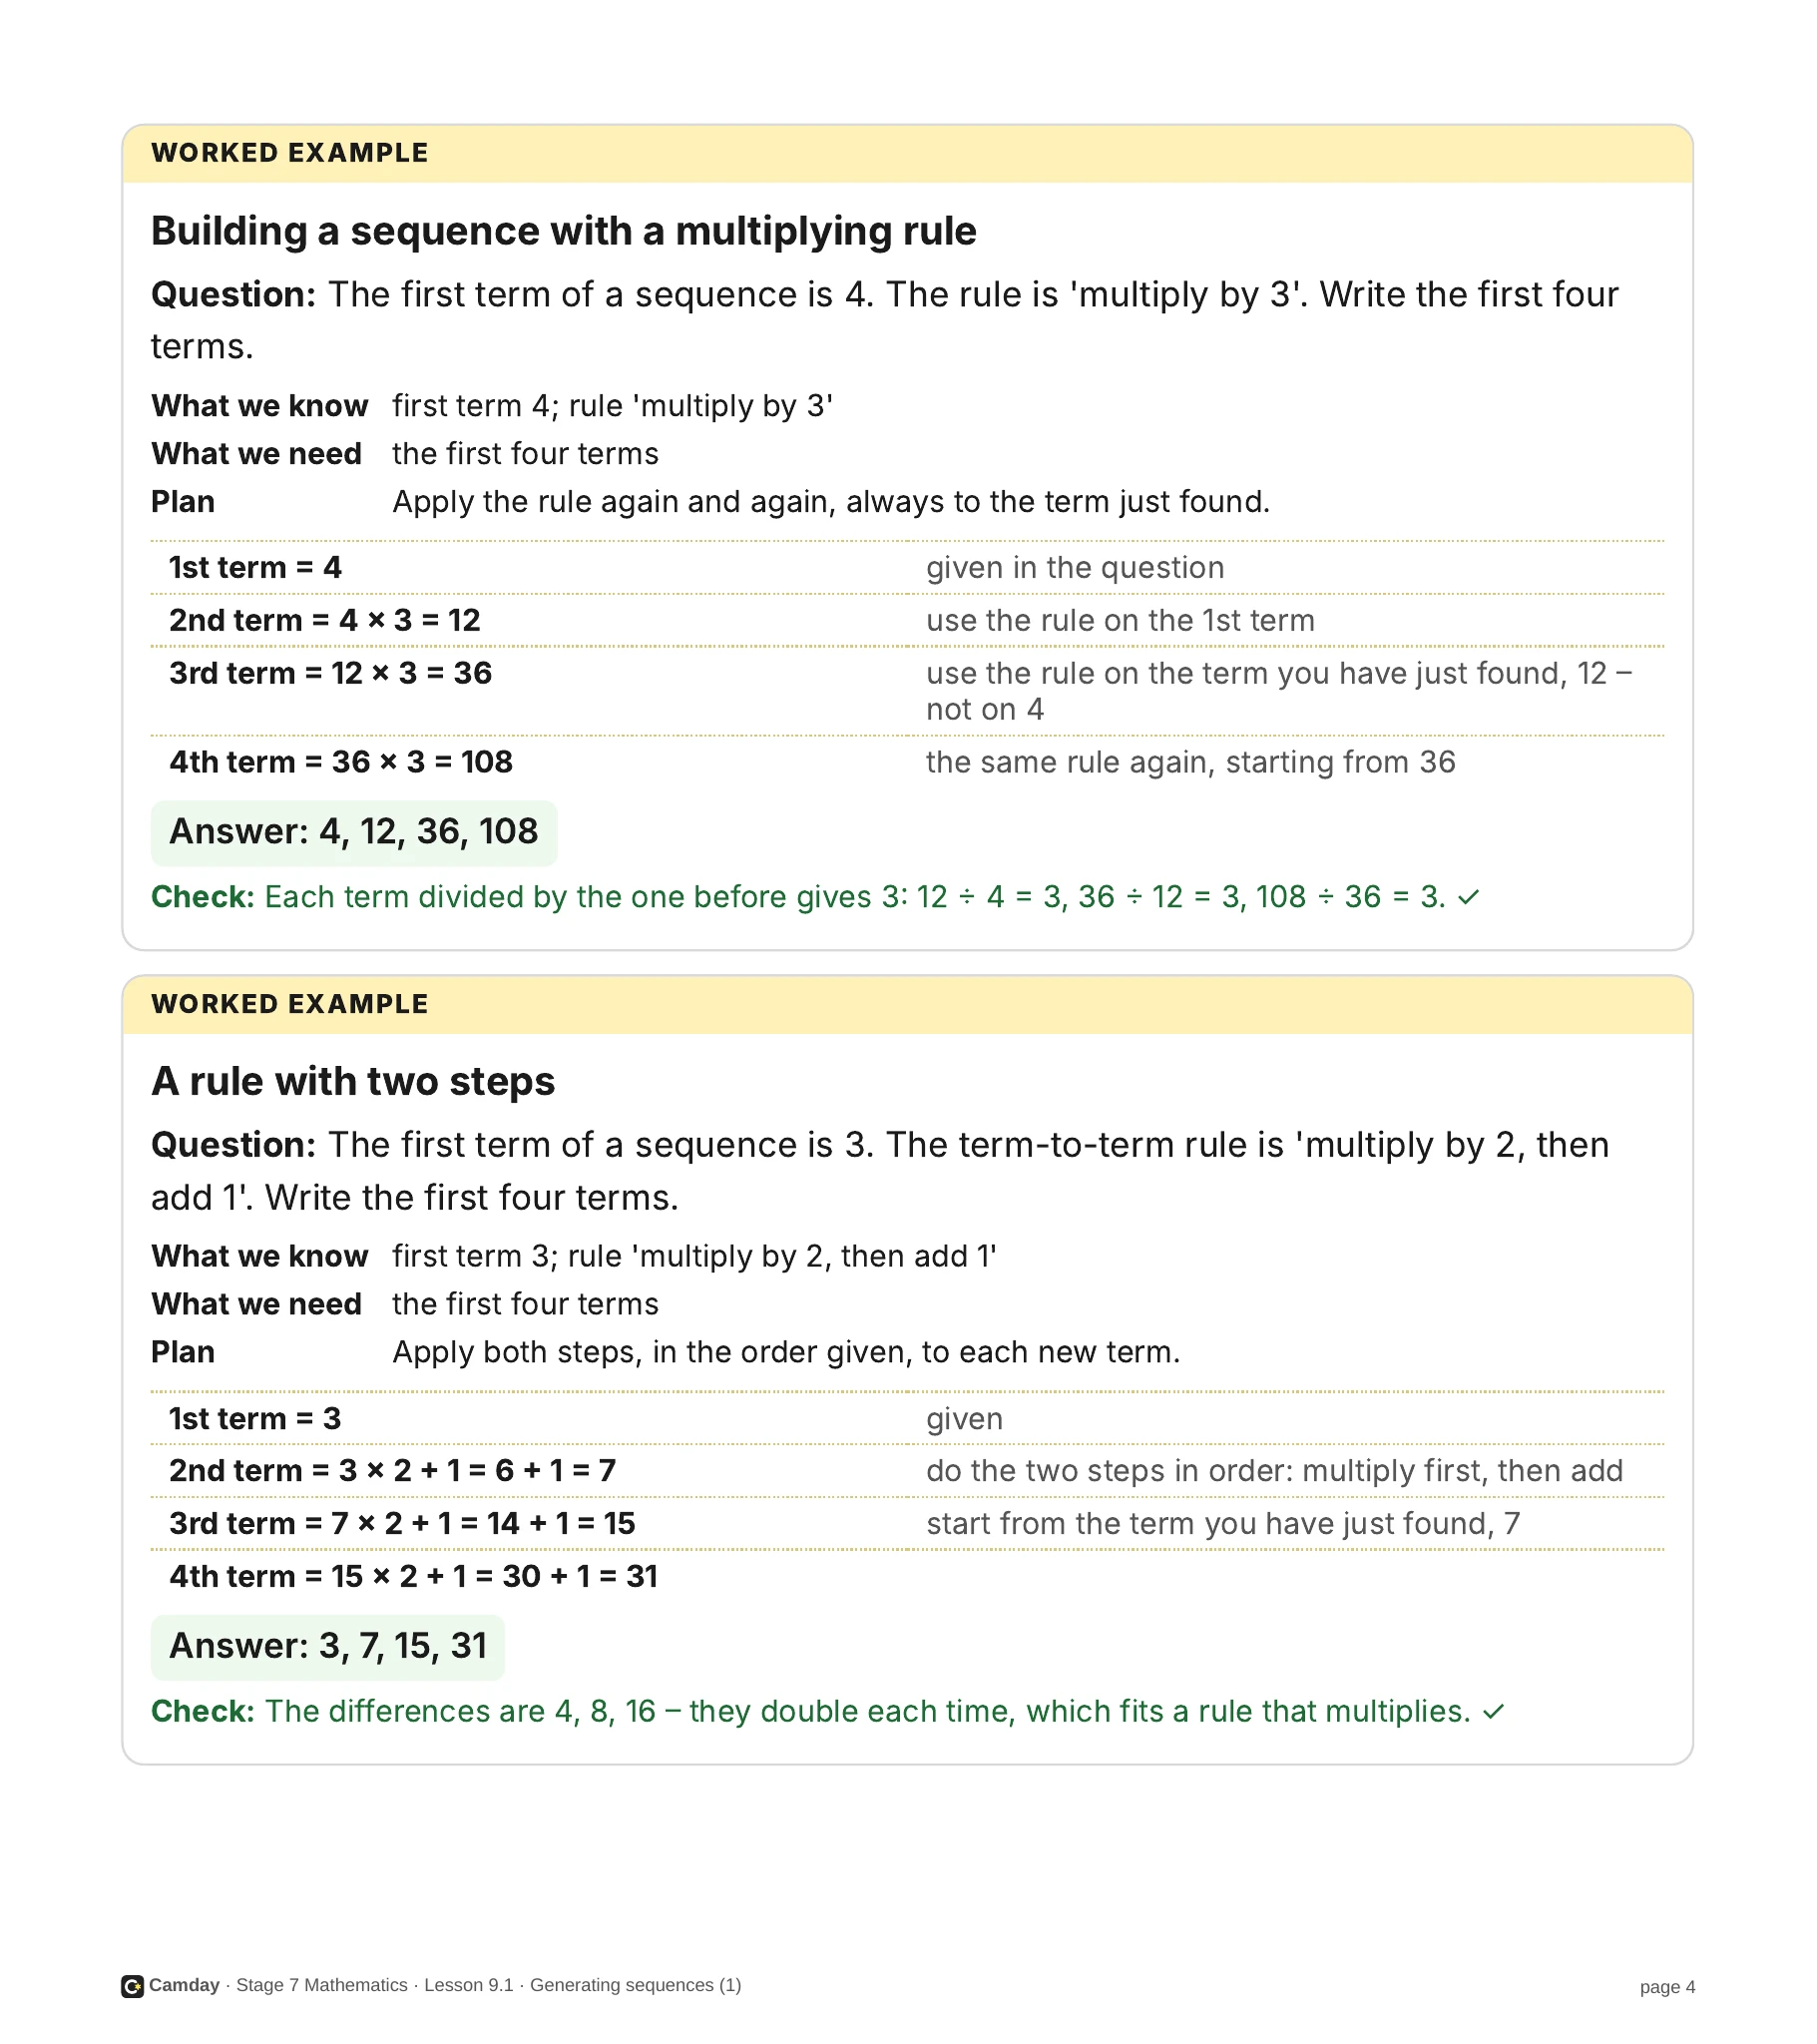 WORKED EXAMPLE
Building a sequence with a multiplying rule
Question: The first term of a sequence is 4. The rule is 'multiply by 3'. Write the first four
terms.
What we know first term 4; rule 'multiply by 3'
What we need the first four terms
Plan Apply the rule again and again, always to the term just found.
1st term = 4 given in the question
2nd term = 4 × 3 = 12 use the rule on the 1st term
3rd term = 12 × 3 = 36 use the rule on the term you have just found, 12 –
not on 4
4th term = 36 × 3 = 108 the same rule again, starting from 36
Answer: 4, 12, 36, 108
Check: Each term divided by the one before gives 3: 12 ÷ 4 = 3, 36 ÷ 12 = 3, 108 ÷ 36 = 3. ✓
WORKED EXAMPLE
A rule with two steps
Question: The first term of a sequence is 3. The term-to-term rule is 'multiply by 2, then
add 1'. Write the first four terms.
What we know first term 3; rule 'multiply by 2, then add 1'
What we need the first four terms
Plan Apply both steps, in the order given, to each new term.
1st term = 3 given
2nd term = 3 × 2 + 1 = 6 + 1 = 7 do the two steps in order: multiply first, then add
3rd term = 7 × 2 + 1 = 14 + 1 = 15 start from the term you have just found, 7
4th term = 15 × 2 + 1 = 30 + 1 = 31
Answer: 3, 7, 15, 31
Check: The differences are 4, 8, 16 – they double each time, which fits a rule that multiplies. ✓
Camday · Stage 7 Mathematics · Lesson 9.1 · Generating sequences (1) page 4